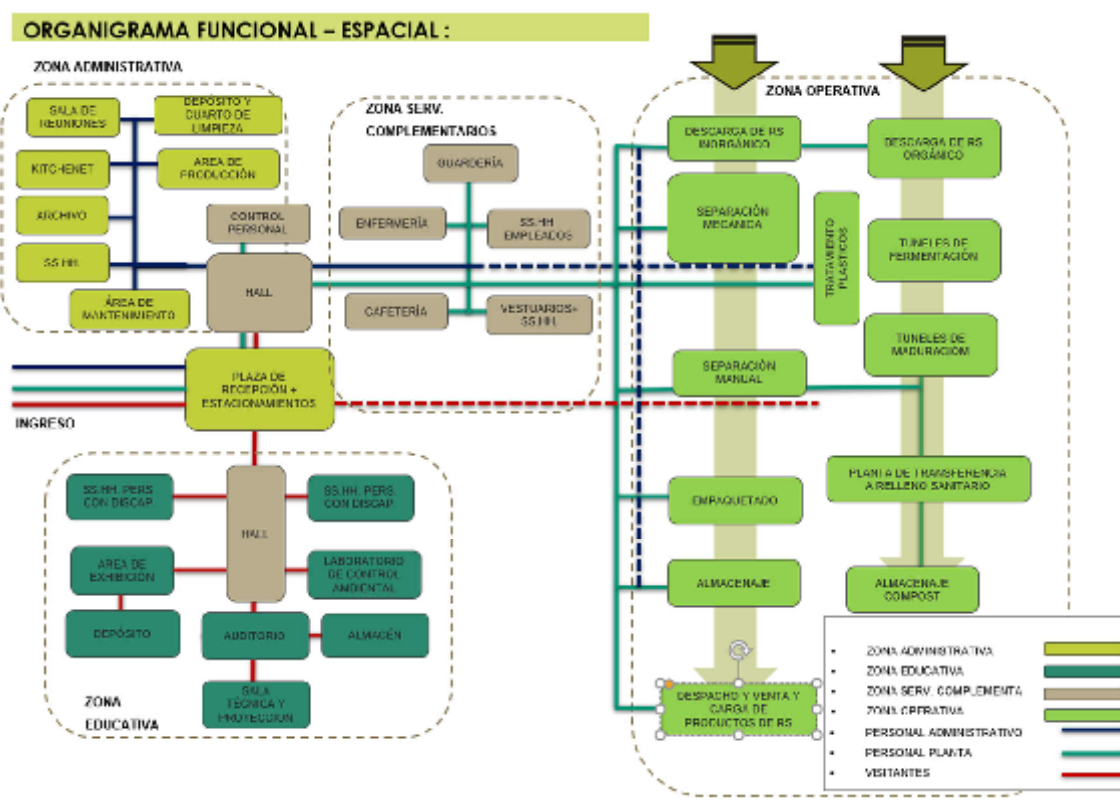 ORGANIGRAMA FUNCIONAL – ESPACIAL :
ZONA ADMINISTRATIVA
SALA DE
REUNIONES
DEPÓSITO Y
CUARTO DE
LIMPIEZA
KITCHENET
AREA DE
PRODUCCIÓN
ARCHIVO
SS.HH.
ÁREA DE
MANTENIMIENTO
CONTROL
PERSONAL
HALL
PLAZA DE
RECEPCIÓN +
ESTACIONAMIENTOS
INGRESO
ZONA SERV.
COMPLEMENTARIOS
GUARDERÍA
ENFERMERÍA
SS.HH
EMPLEADOS
CAFETERÍA
VESTUARIOS+
SS.HH.
ZONA OPERATIVA
DESCARGA DE RS
INORGÁNICO
DESCARGA DE RS
ORGÁNICO
SEPARACIÓN
MECANICA
TRATAMIENTO
PLASTICOS
TUNELES DE
FERMENTACIÓN
TUNELES DE
MADURACIOM
SEPARACIÓN
MANUAL
PLANTA DE TRANSFERENCIA
A RELLENO SANITARIO
EMPAQUETADO
ALMACENAJE
ALMACENAJE
COMPOST
DESPACHO Y VENTA Y
CARGA DE
PRODUCTOS DE RS
SS.HH. PERS
CON DISCAP.
SS.HH. PERS.
CON DISCAP
HALL
AREA DE
EXHIBICIÓN
LABORATORIO
DE CONTROL
AMBIENTAL
DEPÓSITO
AUDITORIO
ALMACÉN
SALA
TÉCNICA Y
PROYECCIÓN
ZONA
EDUCATIVA
• ZONA ADMINISTRATIVA
• ZONA EDUCATIVA
• ZONA SERV. COMPLEMENTA
• ZONA OPERATIVA
• PERSONAL ADMINISTRATIVO
• PERSONAL PLANTA
• VISITANTES